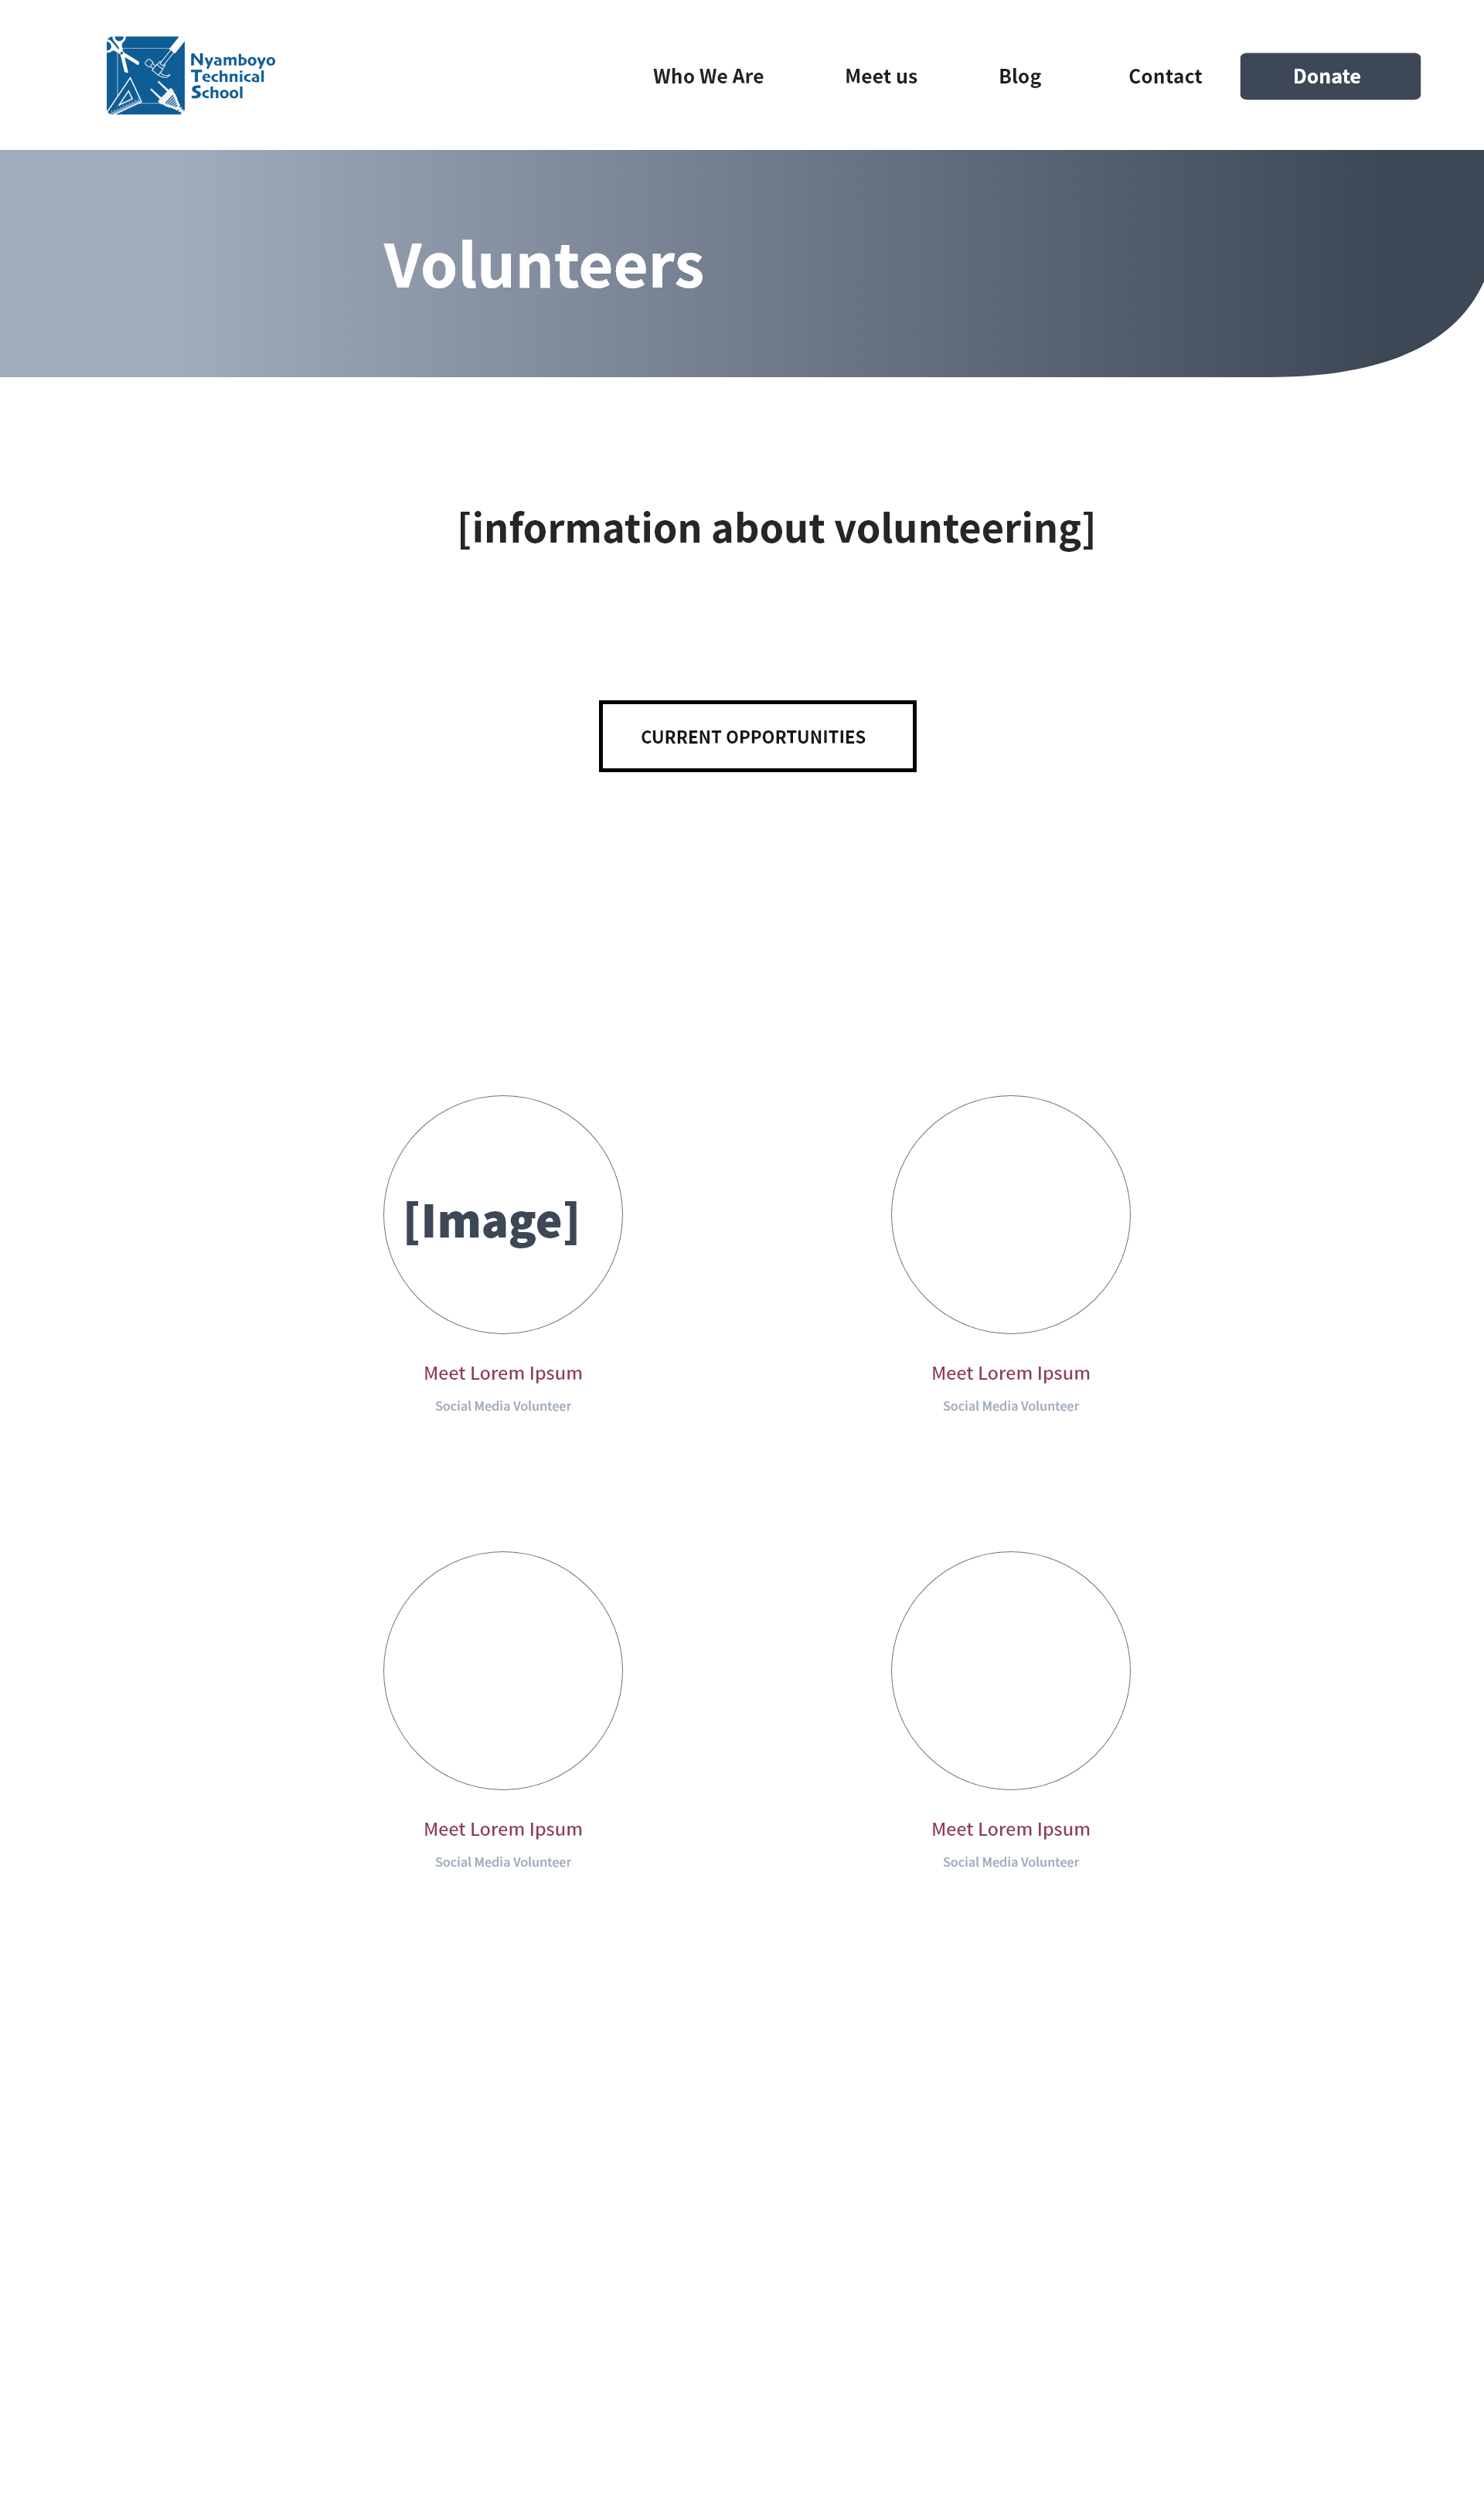 Nyamboyo
Technical
School
Who We Are
Meet us
Blog
Contact
Donate
Volunteers
[information about volunteering]
CURRENT OPPORTUNITIES
[Image]
Meet Lorem Ipsum
Social Media Volunteer
Meet Lorem Ipsum
Social Media Volunteer
Meet Lorem Ipsum
Social Media Volunteer
Meet Lorem Ipsum
Social Media Volunteer